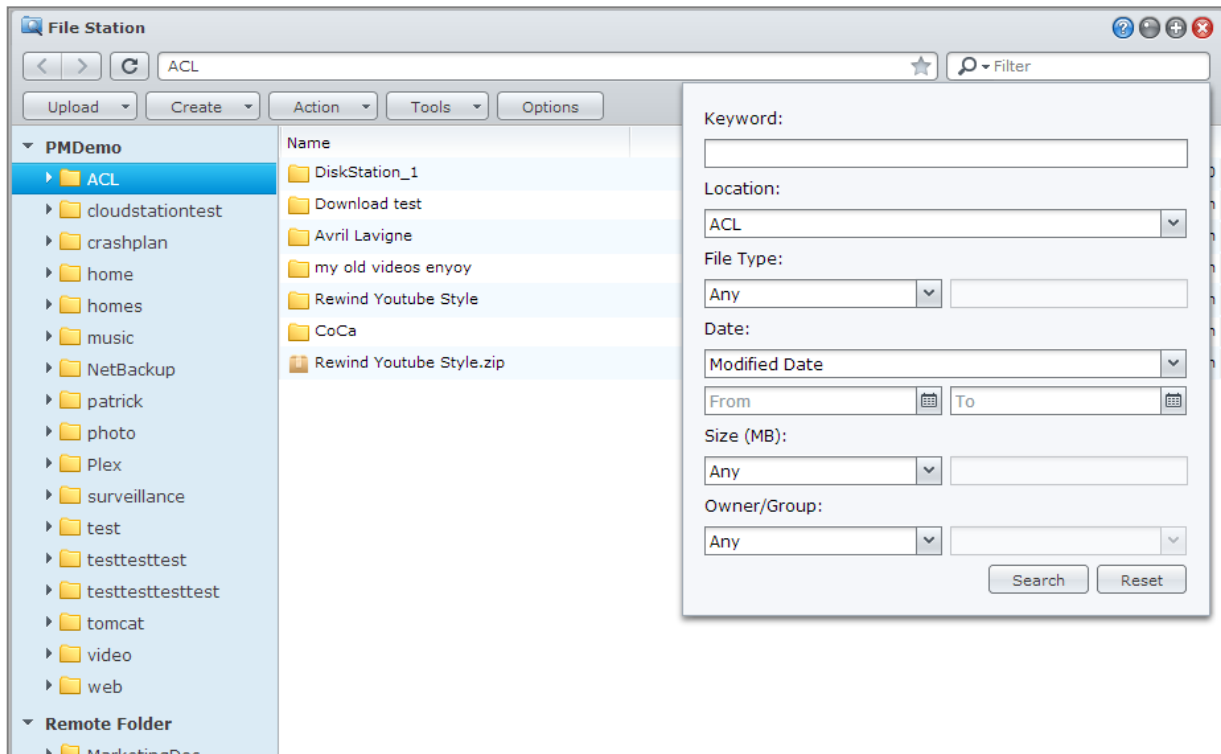 File Station
ACL
Filter
Upload
Create
Action
Tools
Options
PMDemo
ACL
cloudstationtest
crashplan
home
homes
music
NetBackup
patrick
photo
Plex
surveillance
test
testtesttest
testtesttesttest
tomcat
video
web
Remote Folder
Name
DiskStation_1
Download test
Avril Lavigne
my old videos enyoy
Rewind Youtube Style
CoCa
Rewind Youtube Style.zip
Keyword:
Location:
ACL
File Type:
Any
Date:
Modified Date
From
To
Size (MB):
Any
Owner/Group:
Any
Search
Reset